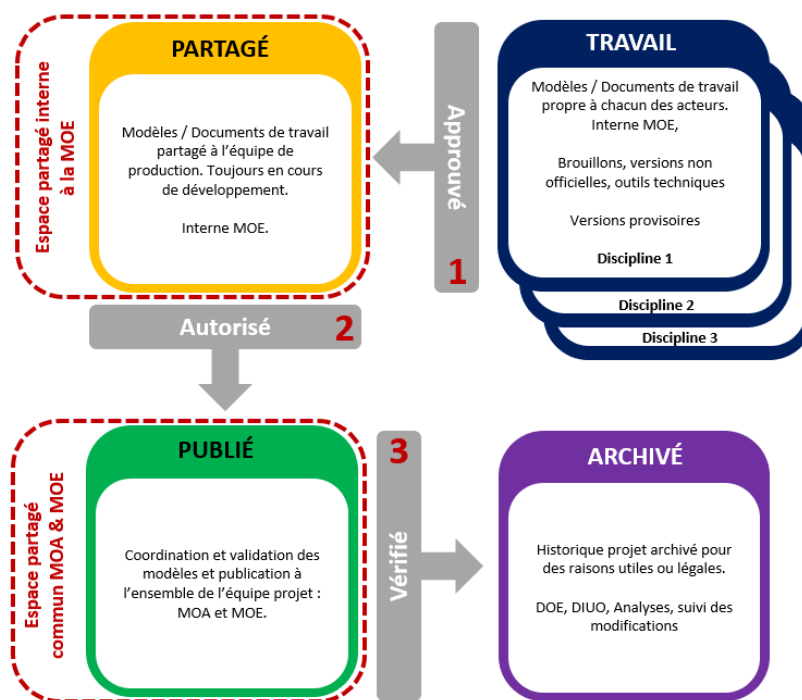 PARTAGÉ
Espace partagé interne
à la MOE
Modèles / Documents de travail
partagé à l'équipe de
production. Toujours en cours
de développement.
Interne MOE.
Approuvé
1
TRAVAIL
Modèles / Documents de travail
propre à chacun des acteurs.
Interne MOE,
Brouillons, versions non
officielles, outils techniques
Versions provisoires
Discipline 1
Discipline 2
Discipline 3
Autorisé
2
PUBLIÉ
Espace partagé
commun MOA & MOE
Coordination et validation des
modèles et publication à
l'ensemble de l'équipe projet :
MOA et MOE.
3
Vérifié
ARCHIVÉ
Historique projet archivé pour
des raisons utiles ou légales.
DOE, DIUO, Analyses, suivi des
modifications